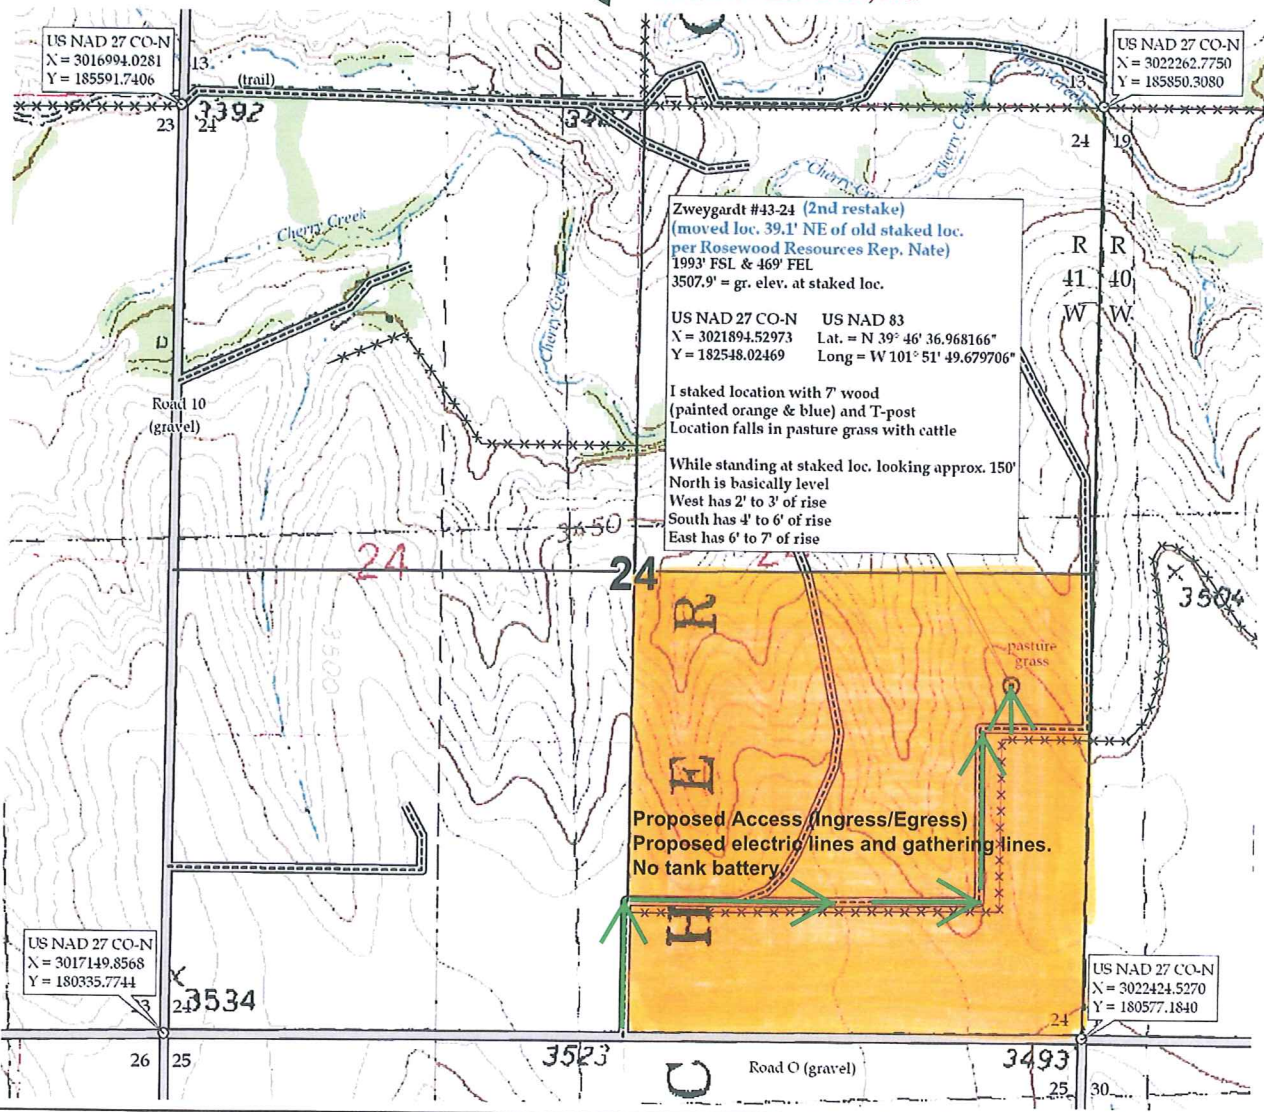 US NAD 27 CO-N
X = 3016994.0281
Y = 185591.7406
US NAD 27 CO-N
X = 3022262.7750
Y = 185850.3080
13
(trail)
13
Cherry Creek
3392
23
24
24
19
Cherry Creek
Cherry
Cherry Creek
Cherry Creek
Zweygardt #43-24 (2nd restake)
(moved loc. 39.1' NE of old staked loc.
per Rosewood Resources Rep. Nate)
1993' FSL & 469' FEL
3507.9' = gr. elev. at staked loc.
US NAD 27 CO-N US NAD 83
X = 3021894.52973 Lat. = N 39° 46' 36.968166"
Y = 182548.02469 Long = W 101° 51' 49.679706"
I staked location with 7' wood
(painted orange & blue) and T-post
Location falls in pasture grass with cattle
While standing at staked loc. looking approx. 150'
North is basically level
West has 2' to 3' of rise
South has 4' to 6' of rise
East has 6' to 7' of rise
R R
41 40
W W
D
Road 10
(gravel)
24
24
3504
R
pasture
grass
E
Proposed Access (Ingress/Egress)
Proposed electric lines and gathering lines.
No tank battery.
H
US NAD 27 CO-N
X = 3017149.8568
Y = 180335.7744
US NAD 27 CO-N
X = 3022424.5270
Y = 180577.1840
23
24
3534
24
26
25
3523
C
Road O (gravel)
3493
25
30